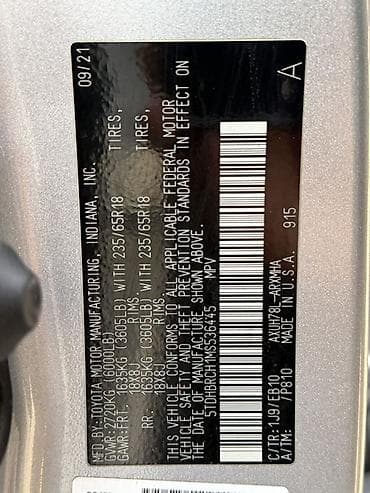 MFD.BY:TOYOTA MOTOR MANUFACTURING, INDIANA, INC. 09/21
GVWR:2720KG (6000LB)
GAWR:FRT. 1635KG (3605LB) WITH 235/65R18 TIRES,
18X8J RIMS
RR. 1635KG (3605LB) WITH 235/65R18 TIRES,
18X8J RIMS
THIS VEHICLE CONFORMS TO ALL APPLICABLE FEDERAL MOTOR
VEHICLE SAFETY AND THEFT PREVENTION STANDARDS IN EFFECT ON
THE DATE OF MANUFACTURE SHOWN ABOVE.
5TDHBRCH1MS536445 MPV
A
C/TR:1J9/EB10 AXUH78L-ARXMHA
A/TM: /P810 MADE IN U.S.A. 915